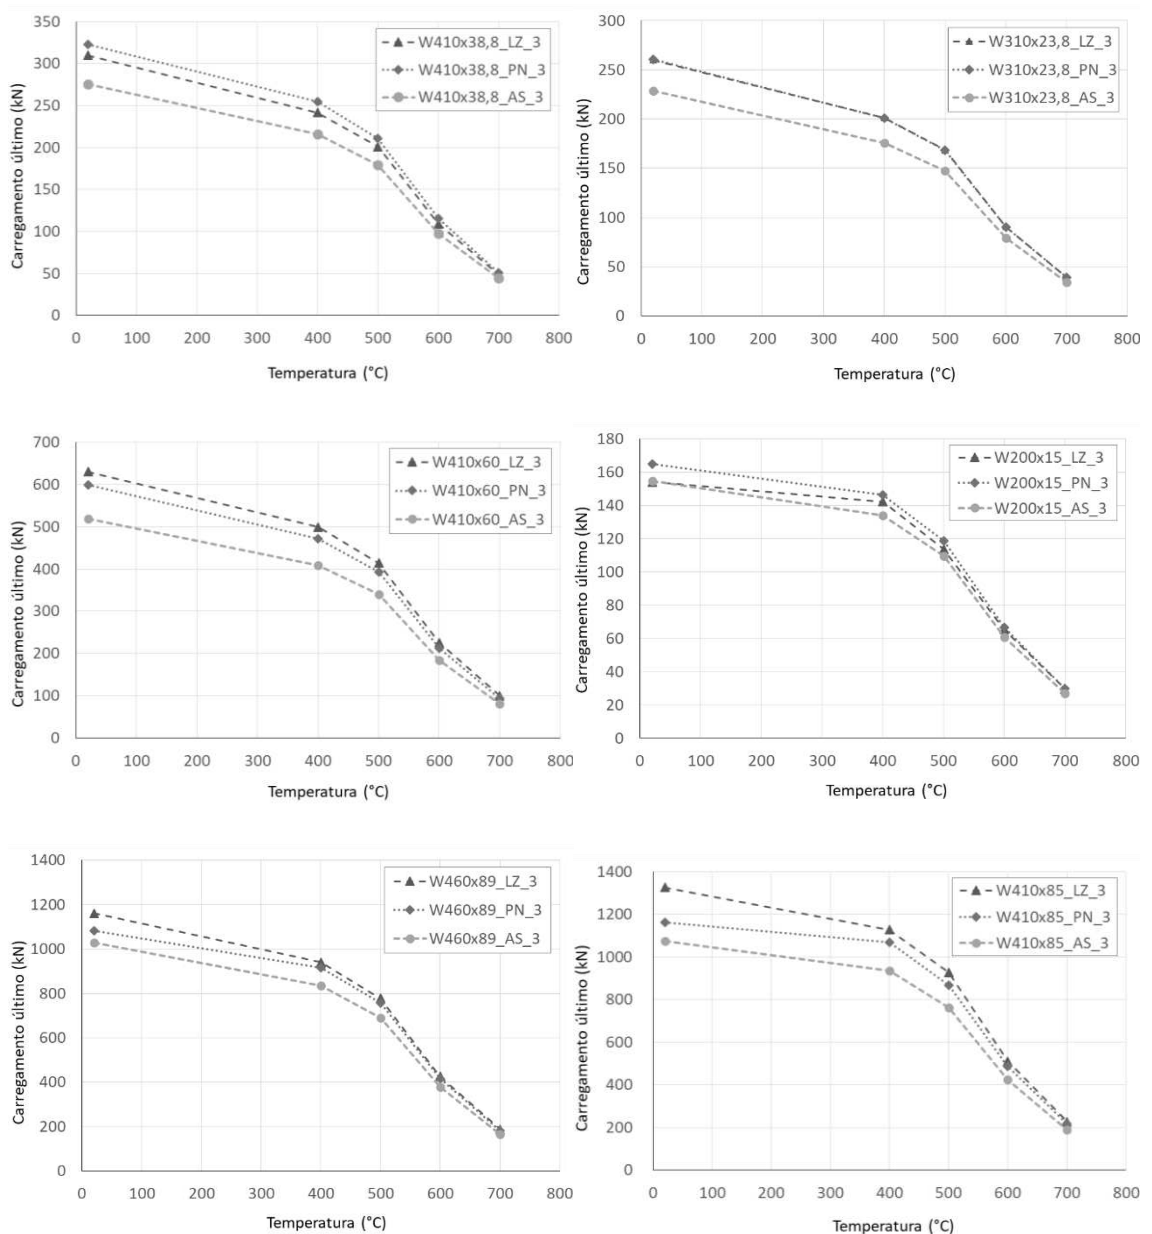 350
300
250
200
150
100
50
0
Carregamento último (kN)
0 100 200 300 400 500 600 700 800
Temperatura (°C)
W410x38,8_LZ_3
W410x38,8_PN_3
W410x38,8_AS_3
300
250
200
150
100
50
0
Carregamento último (kN)
0 100 200 300 400 500 600 700 800
Temperatura (°C)
W310x23,8_LZ_3
W310x23,8_PN_3
W310x23,8_AS_3
700
600
500
400
300
200
100
0
Carregamento último (kN)
0 100 200 300 400 500 600 700 800
Temperatura (°C)
W410x60_LZ_3
W410x60_PN_3
W410x60_AS_3
180
160
140
120
100
80
60
40
20
0
Carregamento último (kN)
0 100 200 300 400 500 600 700 800
Temperatura (°C)
W200x15_LZ_3
W200x15_PN_3
W200x15_AS_3
1400
1200
1000
800
600
400
200
0
Carregamento último (kN)
0 100 200 300 400 500 600 700 800
Temperatura (°C)
W460x89_LZ_3
W460x89_PN_3
W460x89_AS_3
1400
1200
1000
800
600
400
200
0
Carregamento último (kN)
0 100 200 300 400 500 600 700 800
Temperatura (°C)
W410x85_LZ_3
W410x85_PN_3
W410x85_AS_3